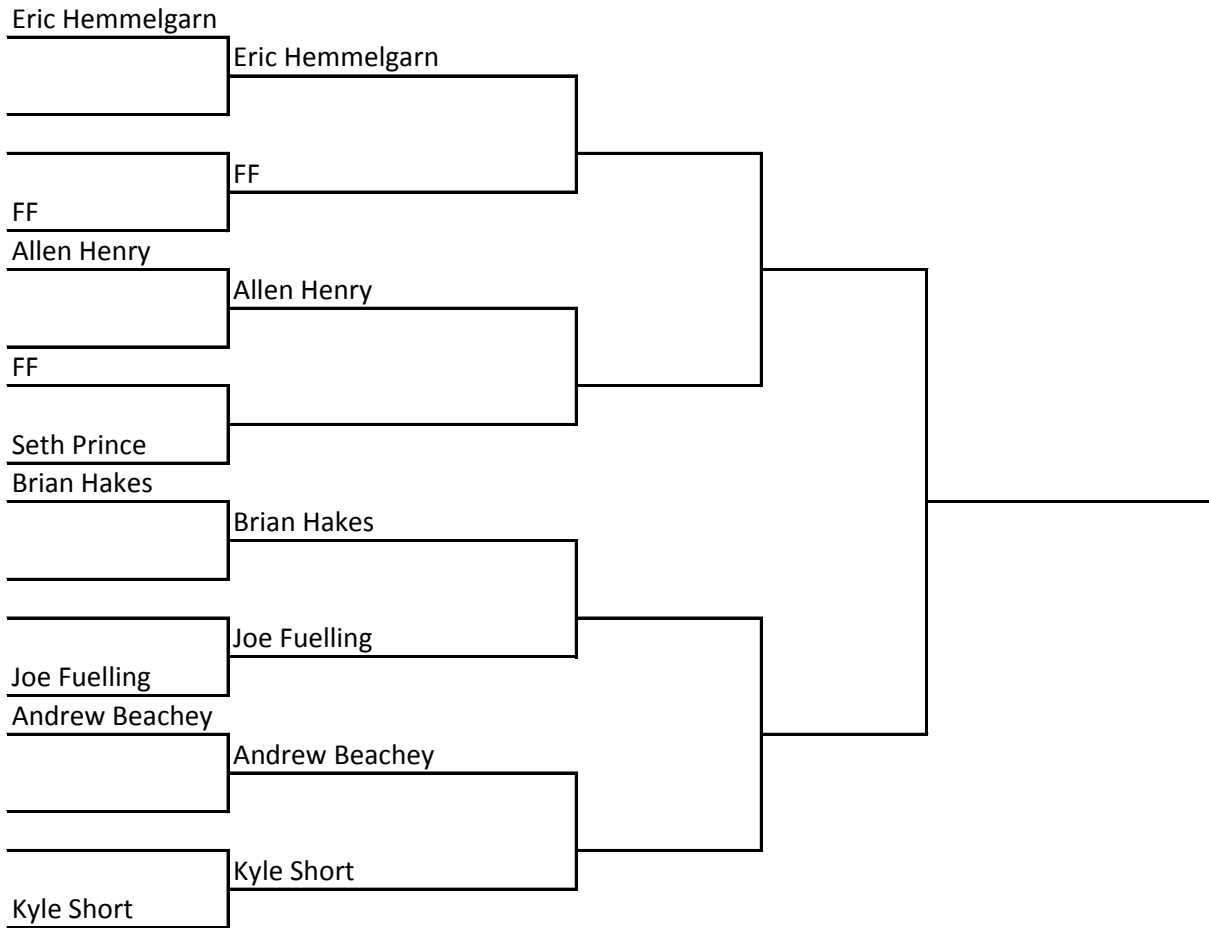 Eric Hemmelgarn
Eric Hemmelgarn
FF
FF
Allen Henry
Allen Henry
FF
Seth Prince
Brian Hakes
Brian Hakes
Joe Fuelling
Joe Fuelling
Andrew Beachey
Andrew Beachey
Kyle Short
Kyle Short